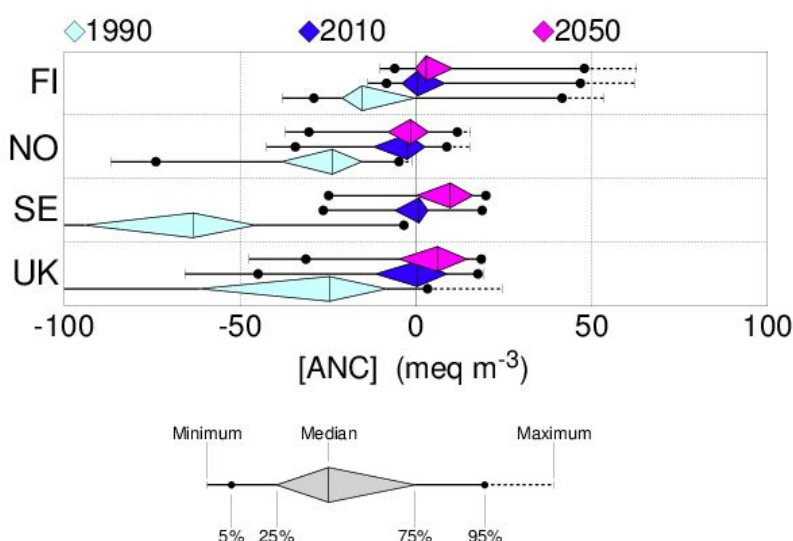 1990 2010 2050
FI
NO
SE
UK
-100 -50 0 50 100
[ANC] (meq m-3)
Minimum Median Maximum
5% 25% 75% 95%